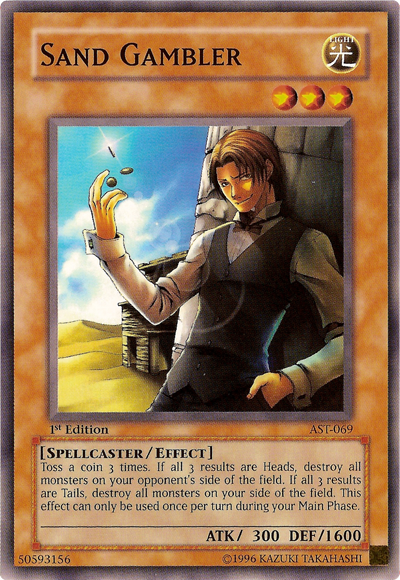 SAND GAMBLER
LIGHT
光
1st Edition
AST-069
[SPELLCASTER/EFFECT]
Toss a coin 3 times. If all 3 results are Heads, destroy all
monsters on your opponent's side of the field. If all 3 results
are Tails, destroy all monsters on your side of the field. This
effect can only be used once per turn during your Main Phase.
ATK/ 300 DEF/1600
50593156
©1996 KAZUKI TAKAHASHI